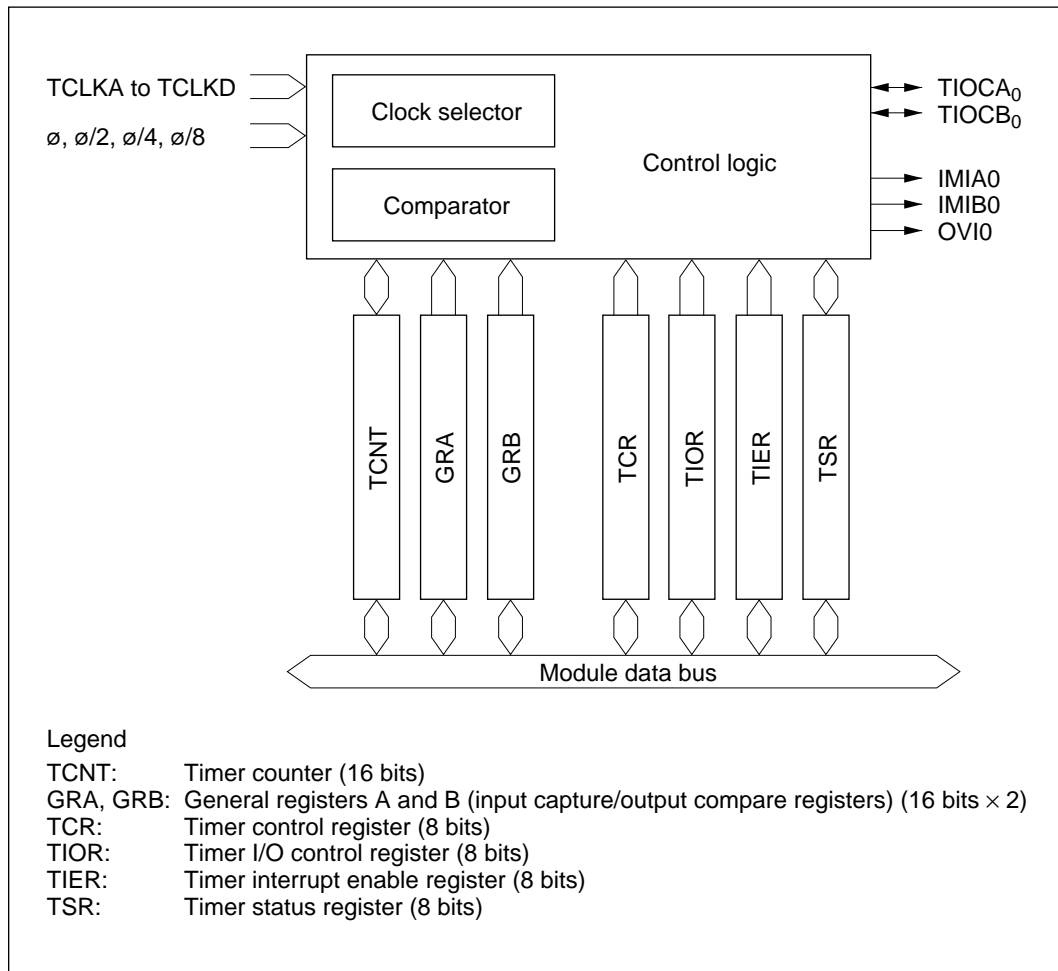 TCLKA to TCLKD
ø, ø/2, ø/4, ø/8
Clock selector
Comparator
Control logic
TIOCA0
TIOCB0
IMIA0
IMIB0
OVI0
TCNT
GRA
GRB
TCR
TIOR
TIER
TSR
Module data bus
Legend
TCNT: Timer counter (16 bits)
GRA, GRB: General registers A and B (input capture/output compare registers) (16 bits × 2)
TCR: Timer control register (8 bits)
TIOR: Timer I/O control register (8 bits)
TIER: Timer interrupt enable register (8 bits)
TSR: Timer status register (8 bits)